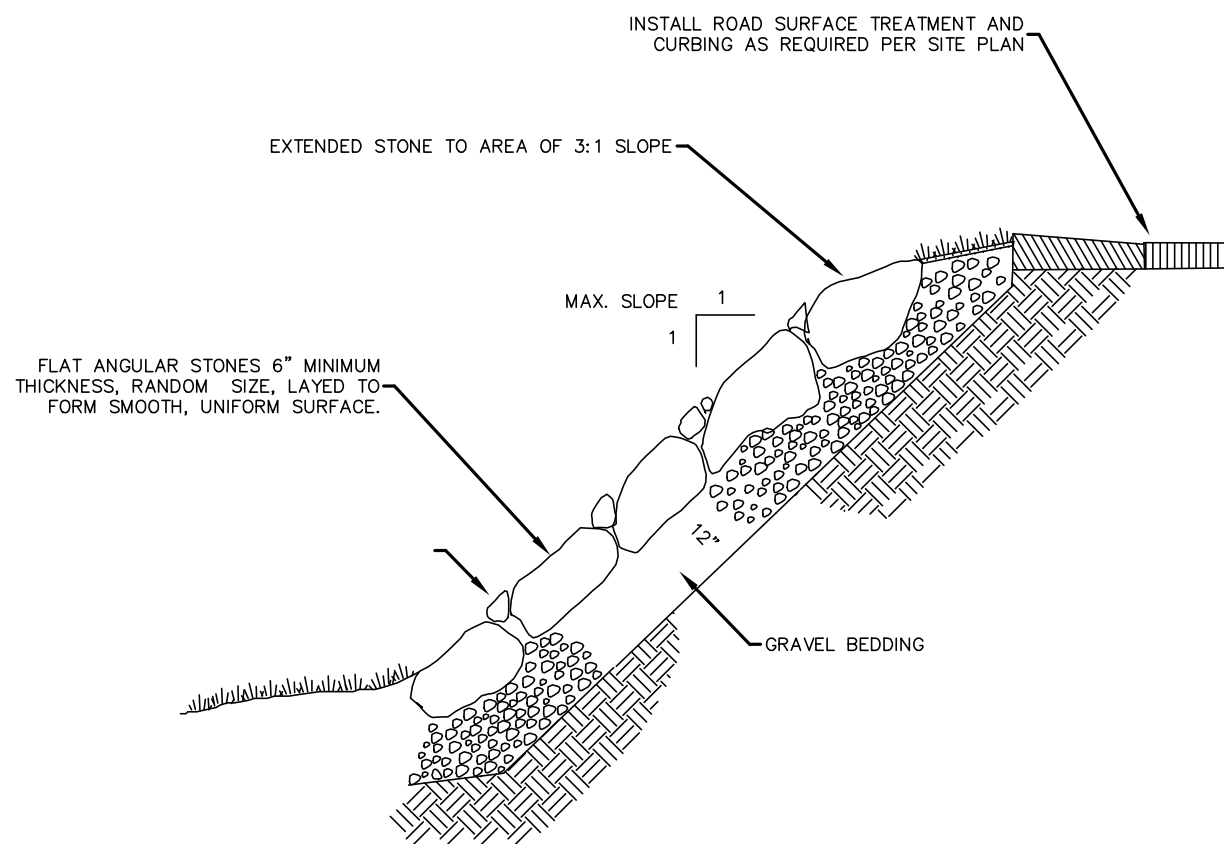 INSTALL ROAD SURFACE TREATMENT AND
CURBING AS REQUIRED PER SITE PLAN
EXTENDED STONE TO AREA OF 3:1 SLOPE
MAX. SLOPE
1
1
FLAT ANGULAR STONES 6” MINIMUM
THICKNESS, RANDOM SIZE, LAYED TO
FORM SMOOTH, UNIFORM SURFACE.
12”
GRAVEL BEDDING